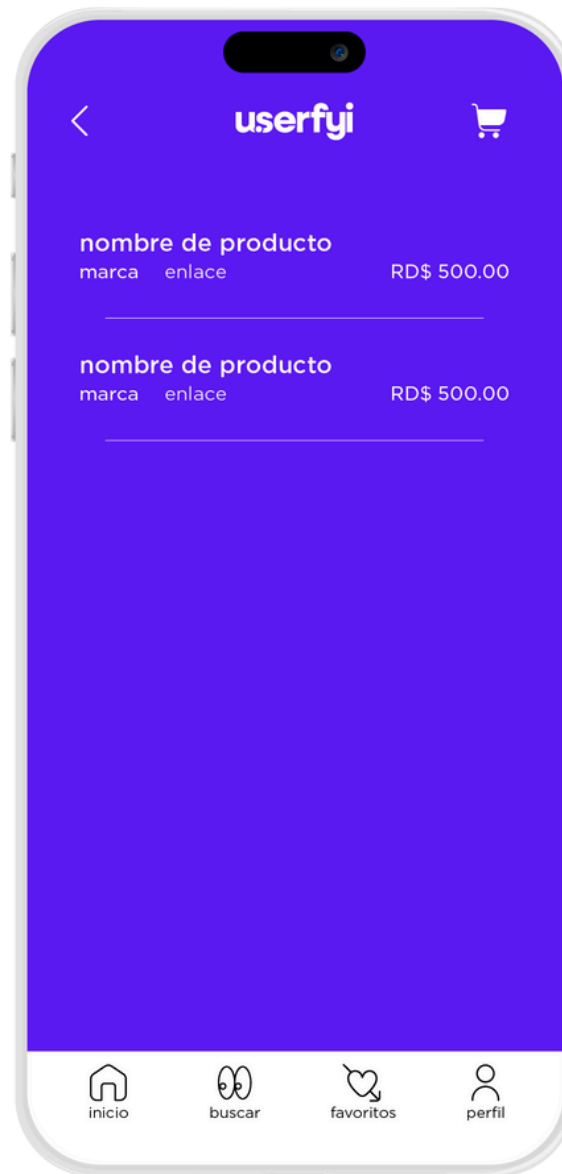 userfyi
nombre de producto
marca enlace RD$ 500.00
nombre de producto
marca enlace RD$ 500.00
inicio buscar favoritos perfil